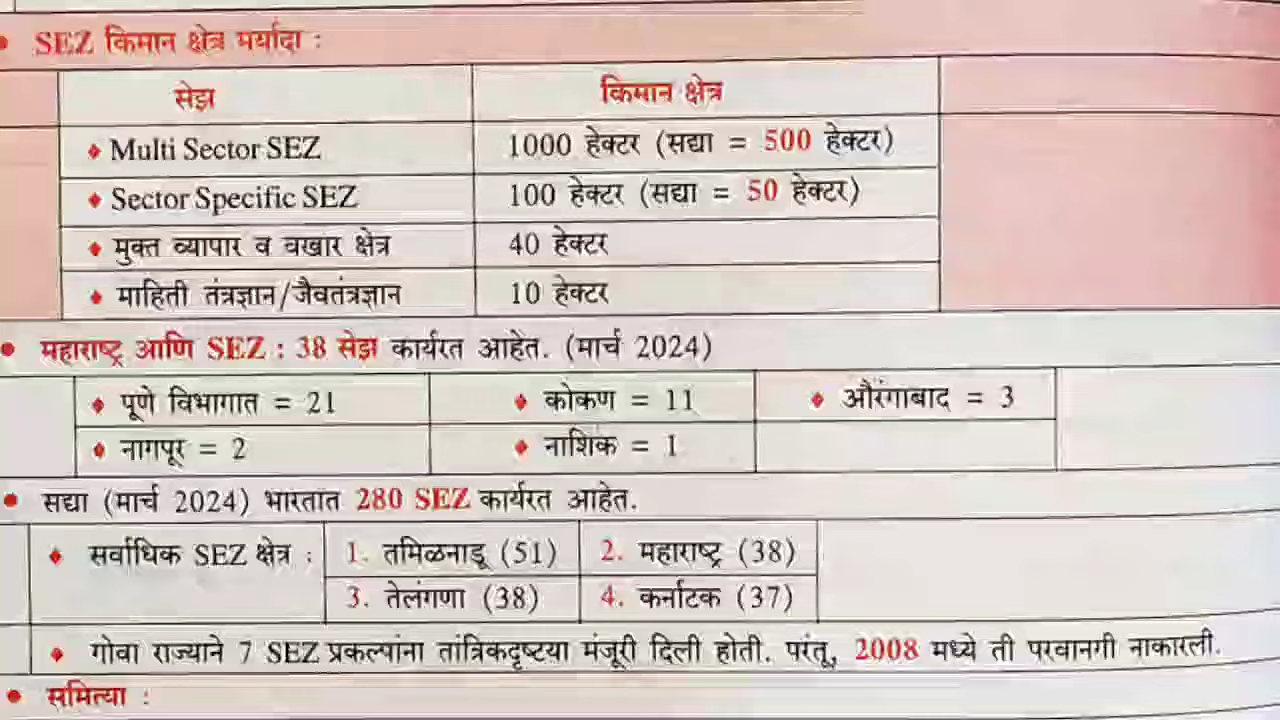 • SEZ किमान क्षेत्र मर्यादा :
सेझ किमान क्षेत्र
♦ Multi Sector SEZ 1000 हेक्टर (सद्या = 500 हेक्टर)
♦ Sector Specific SEZ 100 हेक्टर (सद्या = 50 हेक्टर)
♦ मुक्त व्यापार व वखार क्षेत्र 40 हेक्टर
♦ माहिती तंत्रज्ञान/जैवतंत्रज्ञान 10 हेक्टर
• महाराष्ट्र आणि SEZ : 38 सेझ कार्यरत आहेत. (मार्च 2024)
♦ पूणे विभागात = 21 ♦ कोकण = 11 ♦ औरंगाबाद = 3
♦ नागपूर = 2 ♦ नाशिक = 1
• सद्या (मार्च 2024) भारतात 280 SEZ कार्यरत आहेत.
♦ सर्वाधिक SEZ क्षेत्र : 1. तमिळनाडू (51) 2. महाराष्ट्र (38)
3. तेलंगणा (38) 4. कर्नाटक (37)
♦ गोवा राज्याने 7 SEZ प्रकल्पांना तांत्रिकदृष्टया मंजूरी दिली होती. परंतू, 2008 मध्ये ती परवानगी नाकारली.
• समित्या :